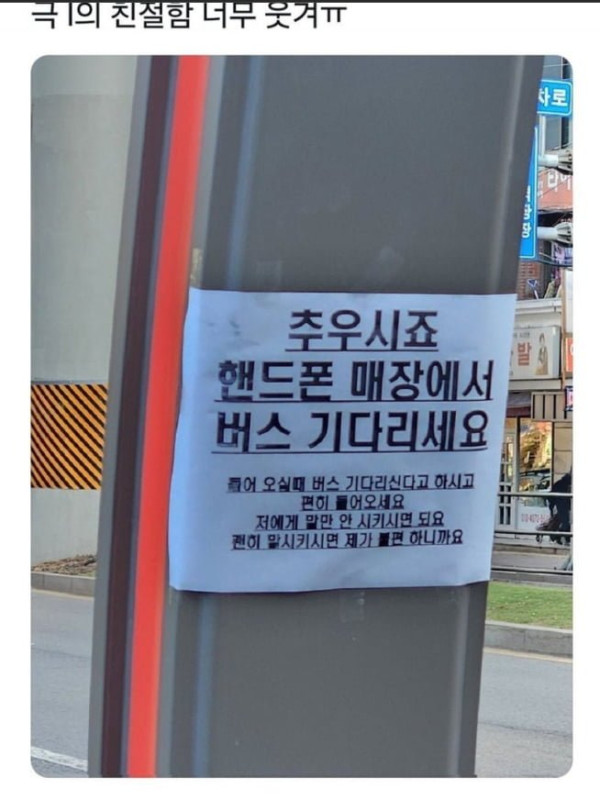 극 I의 친절함 너무 웃겨ㅠ
차로
추우시죠
핸드폰 매장에서
버스 기다리세요
들어 오실때 버스 기다리신다고 하시고
편히 들어오세요
저에게 말만 안 시키시면 되요
괜히 말시키시면 제가 불편 하니까요
발